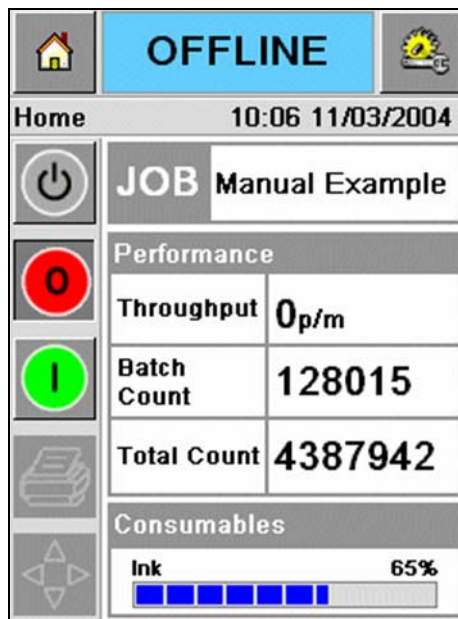 OFFLINE
Home 10:06 11/03/2004
JOB Manual Example
Performance
Throughput 0p/m
Batch
Count 128015
Total Count 4387942
Consumables
Ink 65%
O
I